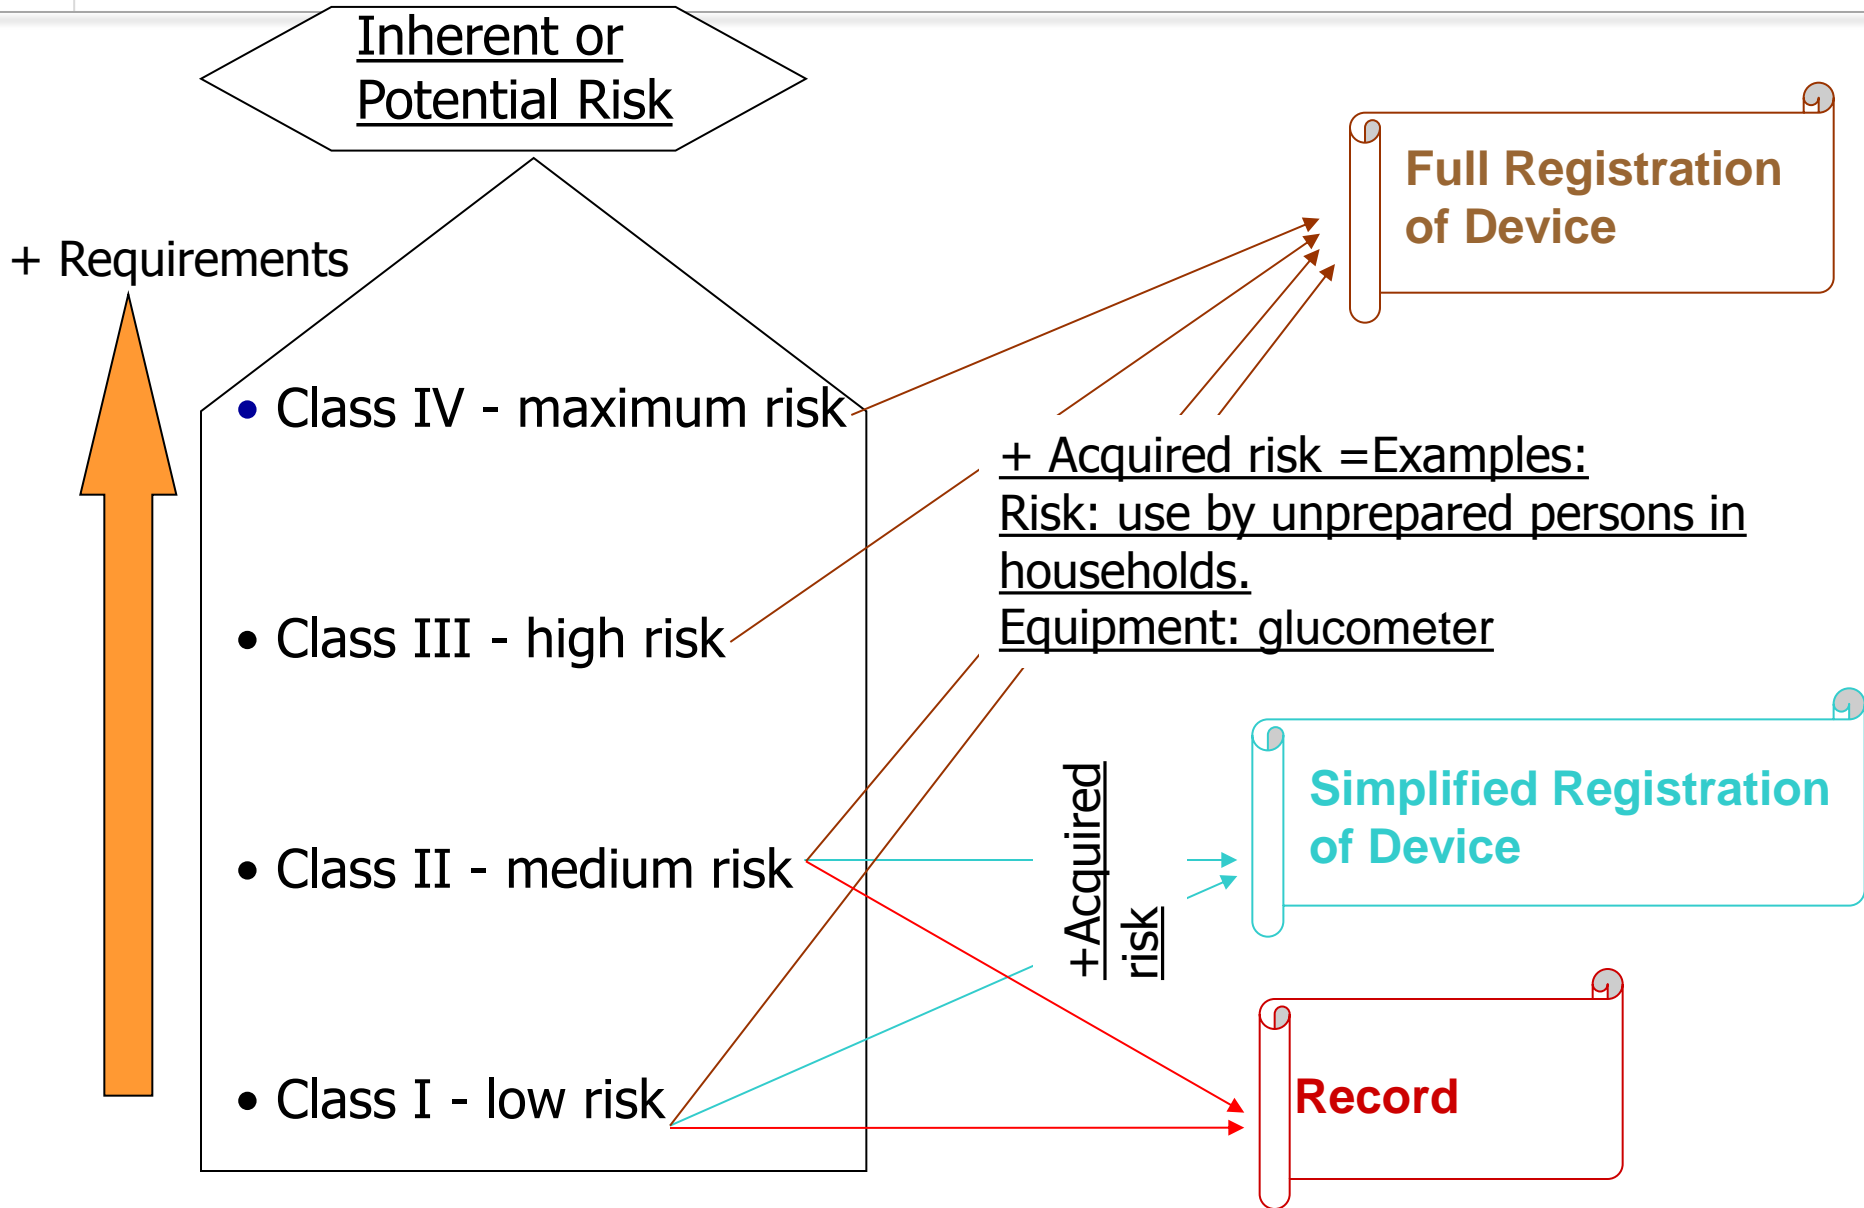 Inherent or
Potential Risk
Full Registration
of Device
+ Requirements
• Class IV - maximum risk
+ Acquired risk =Examples:
Risk: use by unprepared persons in
households.
Equipment: glucometer
• Class III - high risk
Simplified Registration
of Device
+Acquired
risk
• Class II - medium risk
Record
• Class I - low risk